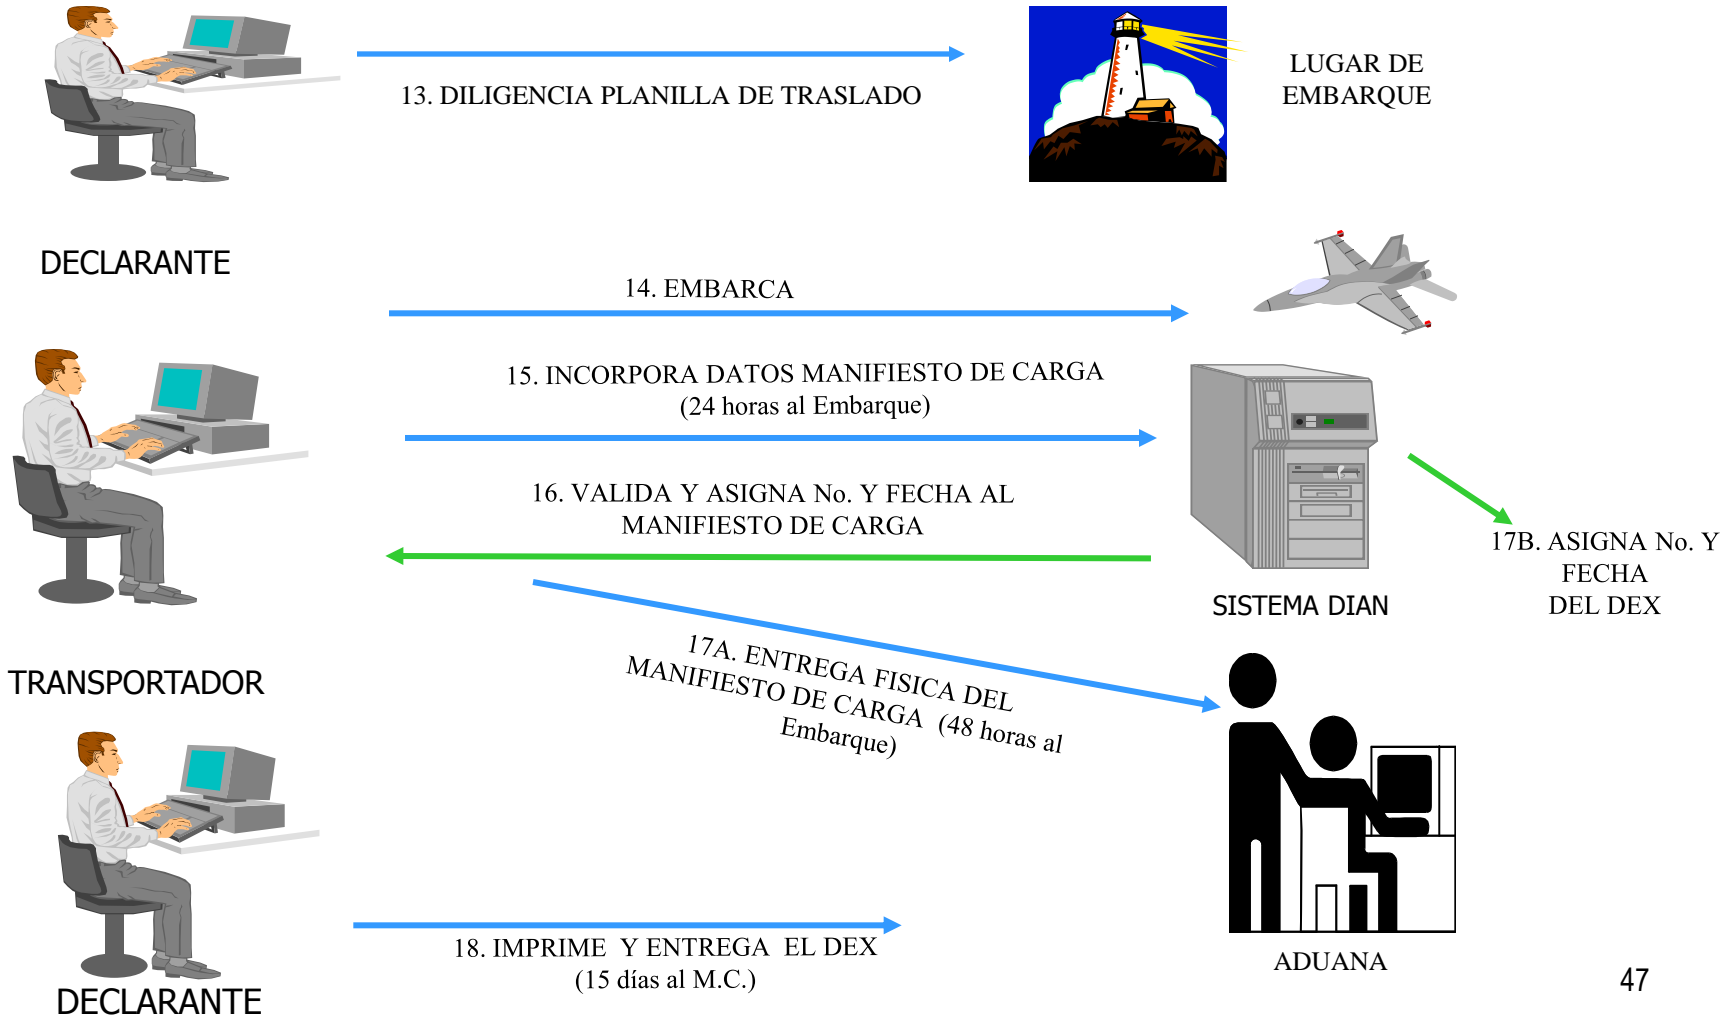 13. DILIGENCIA PLANILLA DE TRASLADO
LUGAR DE
EMBARQUE
DECLARANTE
14. EMBARCA
15. INCORPORA DATOS MANIFIESTO DE CARGA
(24 horas al Embarque)
16. VALIDA Y ASIGNA No. Y FECHA AL
MANIFIESTO DE CARGA
17B. ASIGNA No. Y
FECHA
DEL DEX
SISTEMA DIAN
17A. ENTREGA FISICA DEL
MANIFIESTO DE CARGA (48 horas al
Embarque)
TRANSPORTADOR
18. IMPRIME Y ENTREGA EL DEX
(15 días al M.C.)
ADUANA
DECLARANTE
47